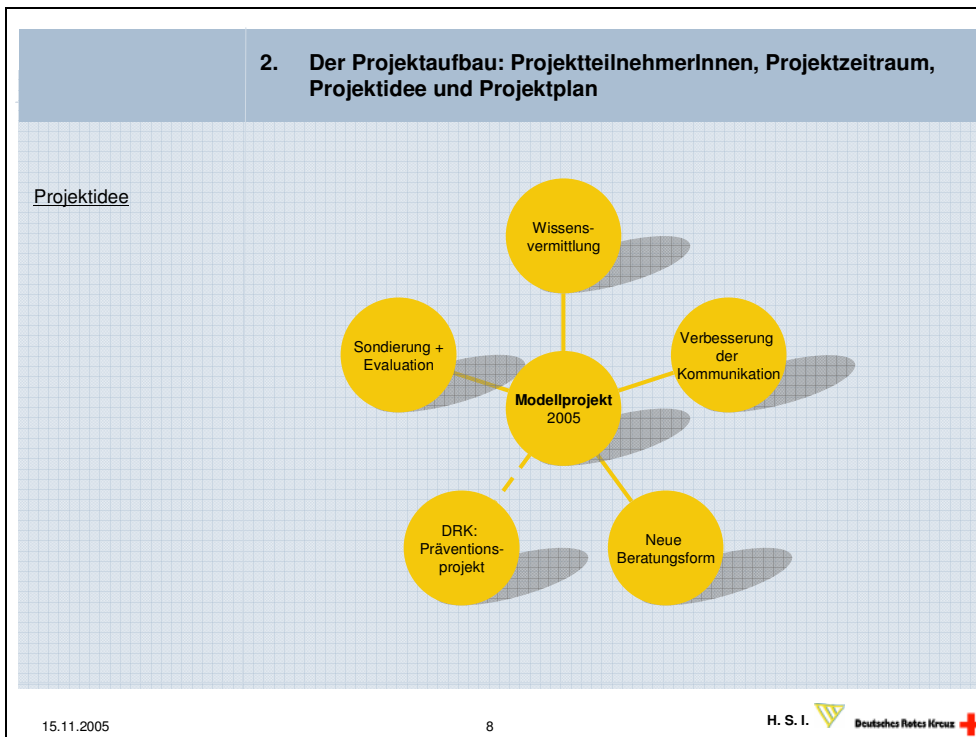 2. Der Projektaufbau: ProjektteilnehmerInnen, Projektzeitraum,
Projektidee und Projektplan
Projektidee
Wissens-
vermittlung
Sondierung +
Evaluation
Verbesserung
der
Kommunikation
Modellprojekt
2005
DRK:
Präventions-
projekt
Neue
Beratungsform
15.11.2005
8
H. S. I.
Deutsches Rotes Kreuz